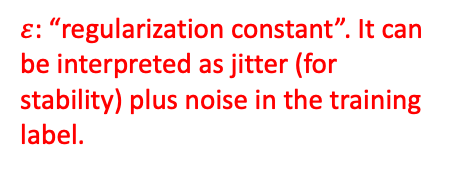 ε: “regularization constant”. It can
be interpreted as jitter (for
stability) plus noise in the training
label.